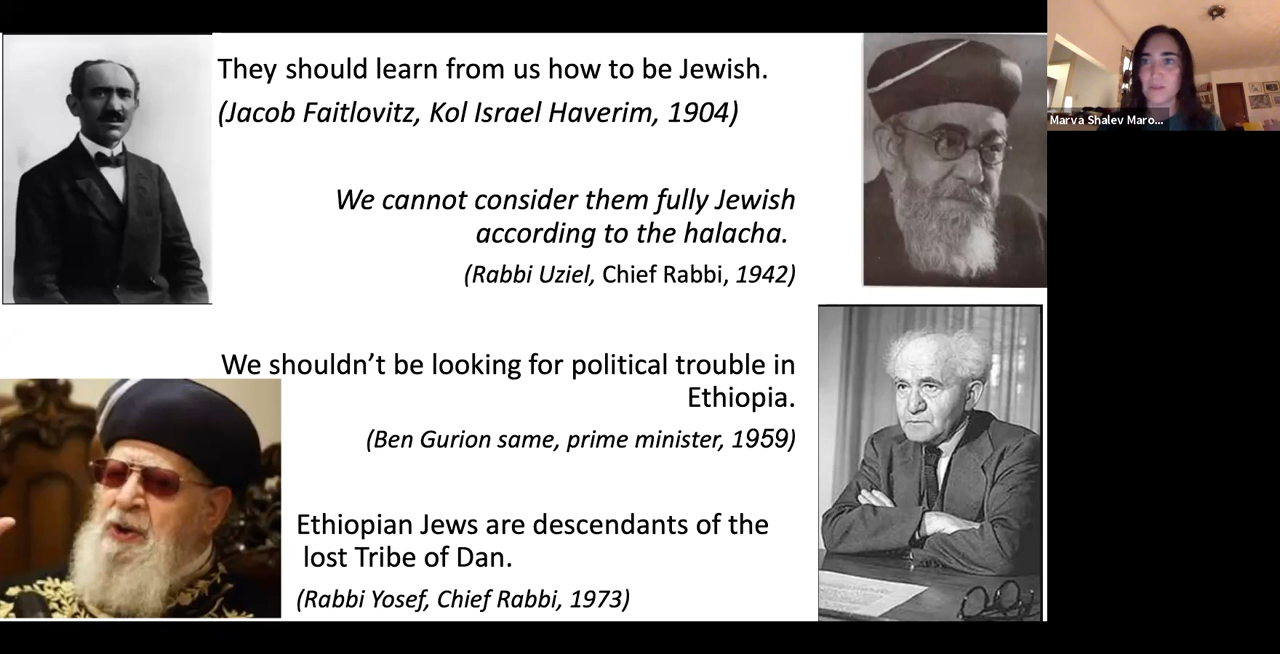 They should learn from us how to be Jewish.
(Jacob Faitlovitz, Kol Israel Haverim, 1904)
We cannot consider them fully Jewish
according to the halacha.
(Rabbi Uziel, Chief Rabbi, 1942)
We shouldn’t be looking for political trouble in
Ethiopia.
(Ben Gurion same, prime minister, 1959)
Ethiopian Jews are descendants of the
lost Tribe of Dan.
(Rabbi Yosef, Chief Rabbi, 1973)
Marva Shalev Maro...